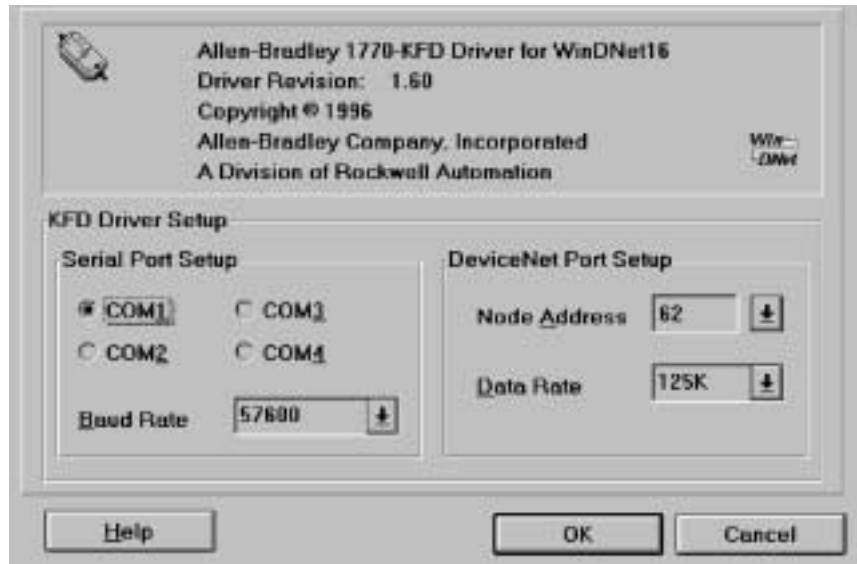 Allen-Bradley 1770-KFD Driver for WinDNet16
Driver Revision: 1.60
Copyright © 1996
Allen-Bradley Company, Incorporated
A Division of Rockwell Automation
Win
DNet
KFD Driver Setup
Serial Port Setup
COM1
COM3
COM2
COM4
Baud Rate
57600
DeviceNet Port Setup
Node Address
62
Data Rate
125K
Help
OK
Cancel